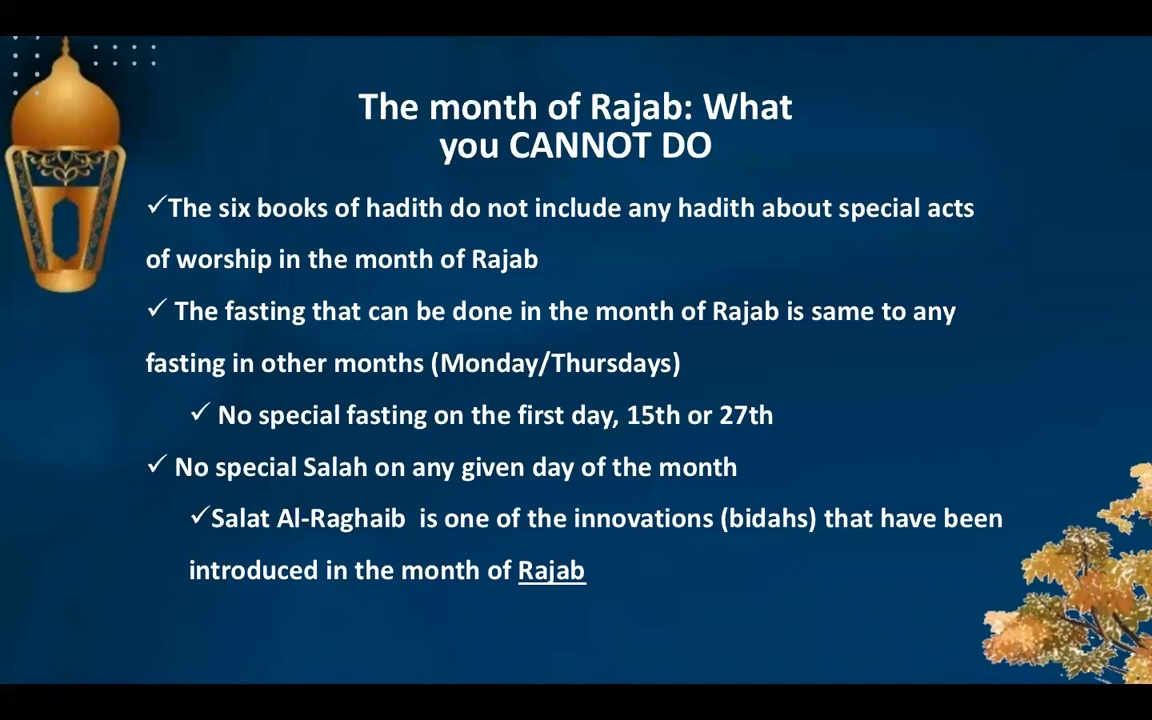 The month of Rajab: What
you CANNOT DO
✓The six books of hadith do not include any hadith about special acts
of worship in the month of Rajab
✓ The fasting that can be done in the month of Rajab is same to any
fasting in other months (Monday/Thursdays)
✓ No special fasting on the first day, 15th or 27th
✓ No special Salah on any given day of the month
✓Salat Al-Raghaib is one of the innovations (bidahs) that have been
introduced in the month of Rajab